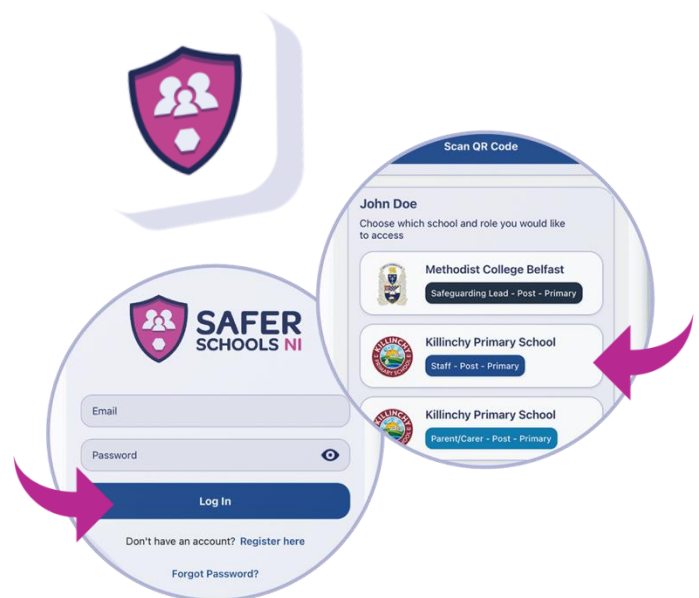 Scan QR Code
John Doe
Choose which school and role you would like
to access
Methodist College Belfast
Safeguarding Lead - Post - Primary
Killinchy Primary School
Staff - Post - Primary
Killinchy Primary School
Parent/Carer - Post - Primary
SAFER
SCHOOLS NI
Email
Password
Log In
Don't have an account? Register here
Forgot Password?